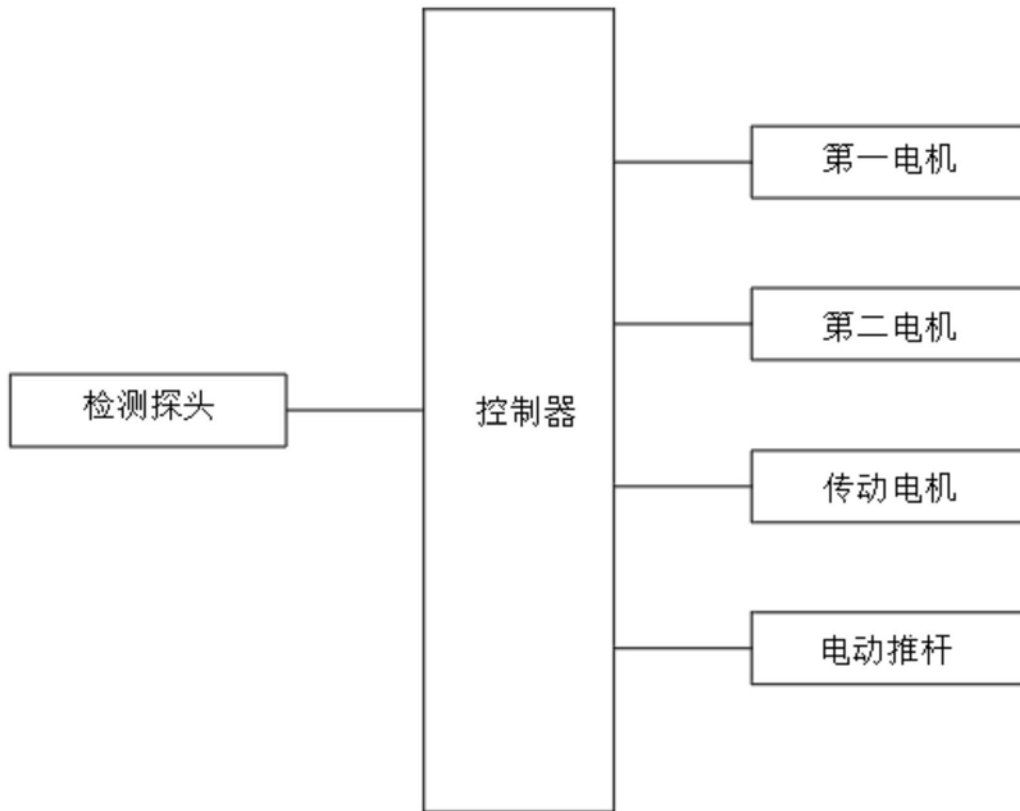 第一电机
第二电机
检测探头
控制器
传动电机
电动推杆